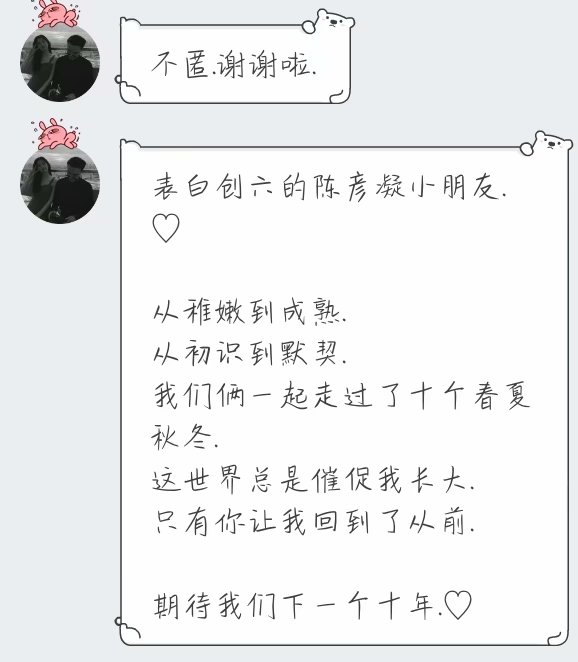 不匿.谢谢啦.
表白创六的陈彦凝小朋友.
♡
从稚嫩到成熟.
从初识到默契.
我们俩一起走过了十个春夏
秋冬.
这世界总是催促我长大.
只有你让我回到了从前.
期待我们下一个十年.♡